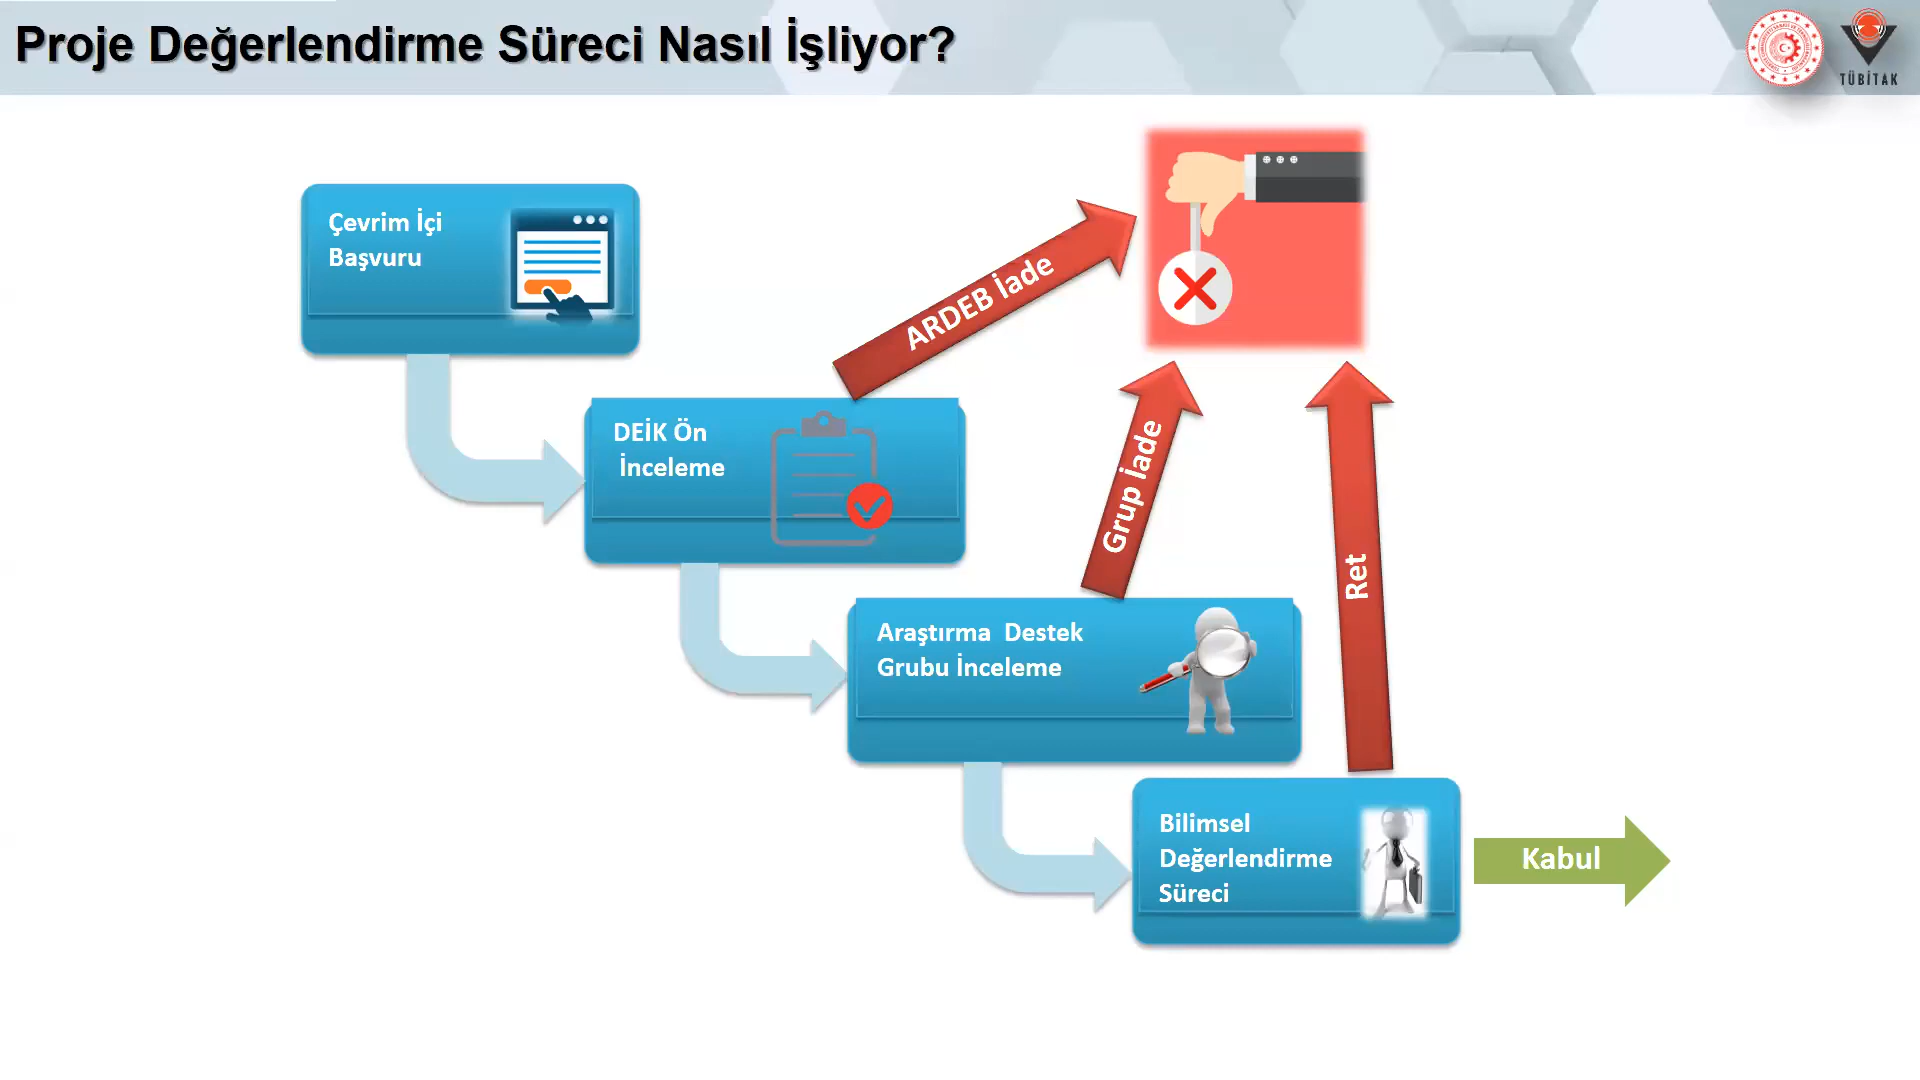 Proje Değerlendirme Süreci Nasıl İşliyor?
TÜBİTAK
Çevrim İçi
Başvuru
ARDEB İade
DEİK Ön
İnceleme
Grup İade
Ret
Araştırma Destek
Grubu İnceleme
Bilimsel
Değerlendirme
Süreci
Kabul